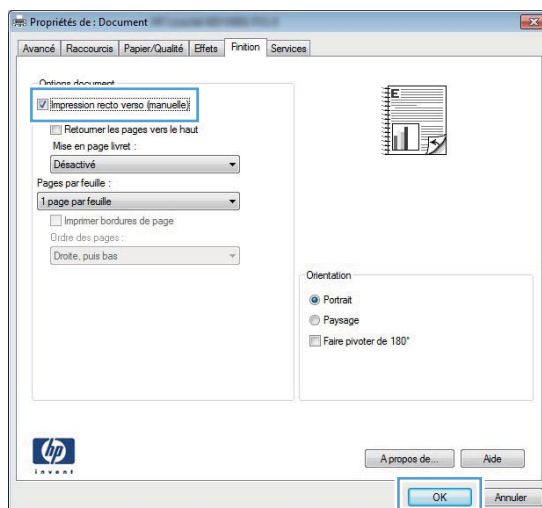 Propriétés de : Document
Avancé Raccourcis Papier/Qualité Effets Finition Services
Options document
Impression recto verso (manuelle)
Retourner les pages vers le haut
Mise en page livret :
Désactivé
Pages par feuille :
1 page par feuille
Imprimer bordures de page
Ordre des pages :
Droite, puis bas
E
Orientation
Portrait
Paysage
Faire pivoter de 180°
hp
invent
A propos de... Aide
OK Annuler